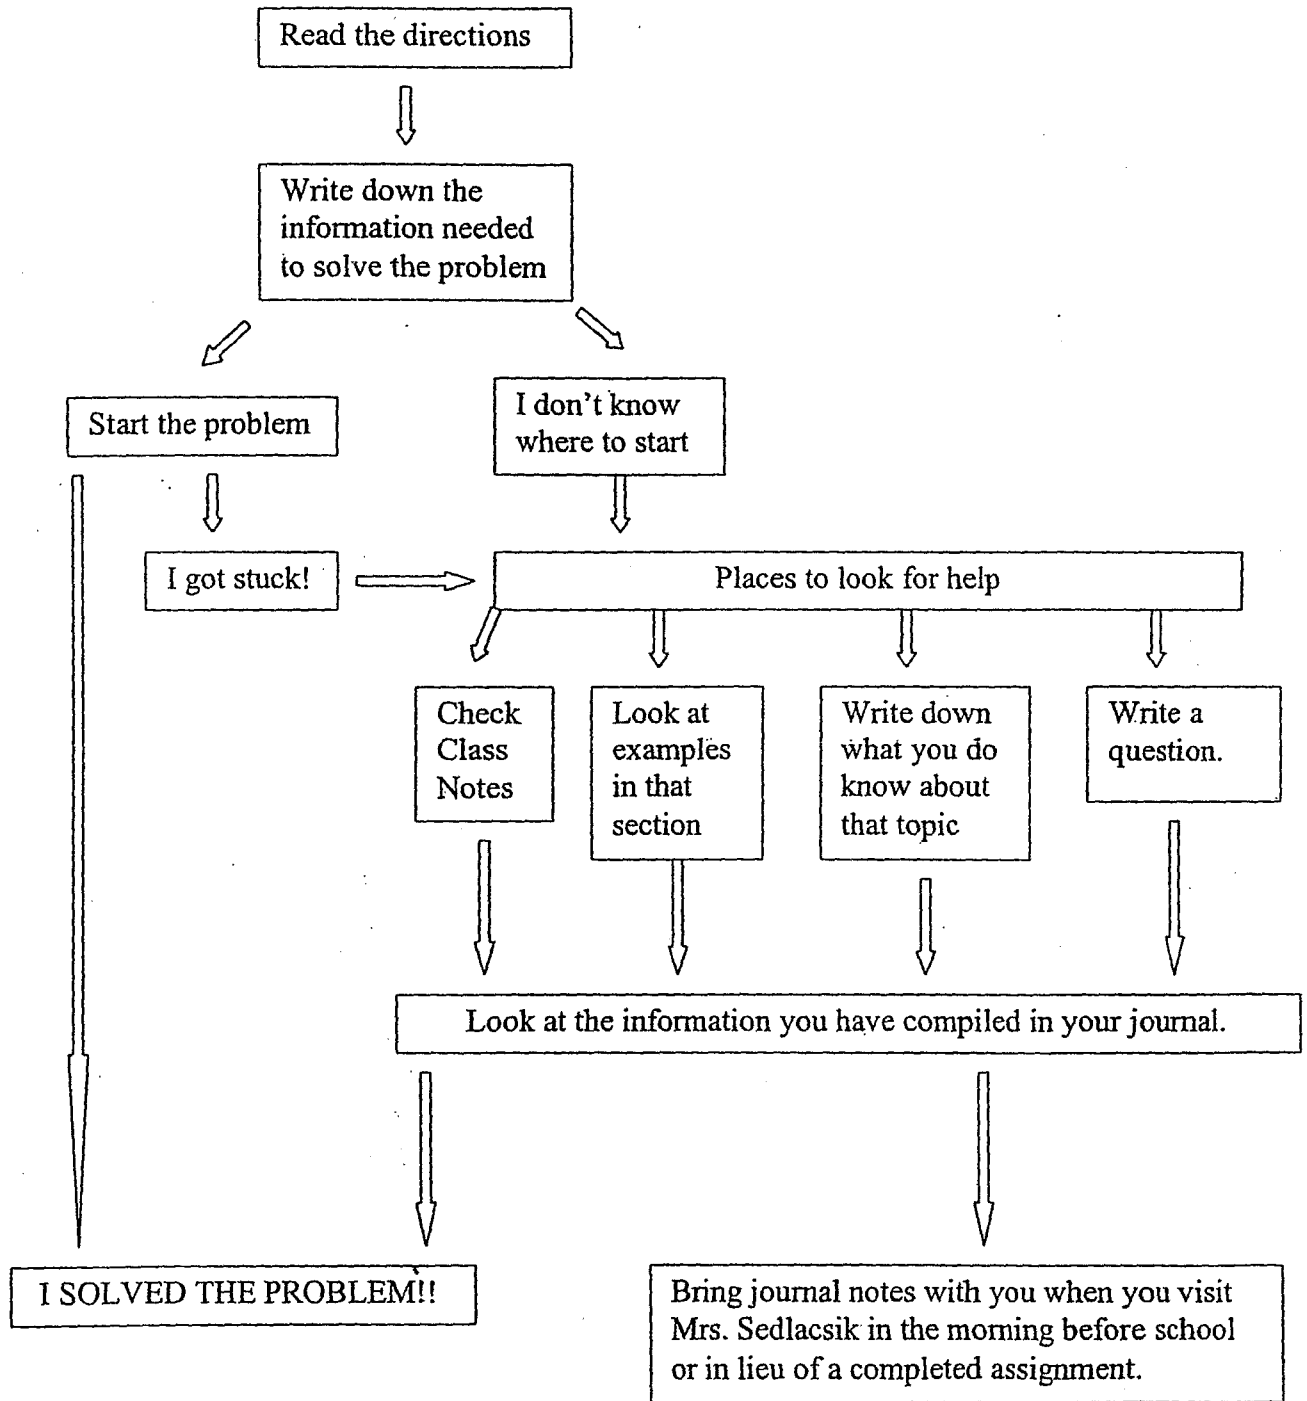 Read the directions
Write down the
information needed
to solve the problem
Start the problem
I don't know
where to start
I got stuck!
Places to look for help
Check
Class
Notes
Look at
examples
in that
section
Write down
what you do
know about
that topic
Write a
question.
Look at the information you have compiled in your journal.
I SOLVED THE PROBLEM!!
Bring journal notes with you when you visit
Mrs. Sedlacsik in the morning before school
or in lieu of a completed assignment.